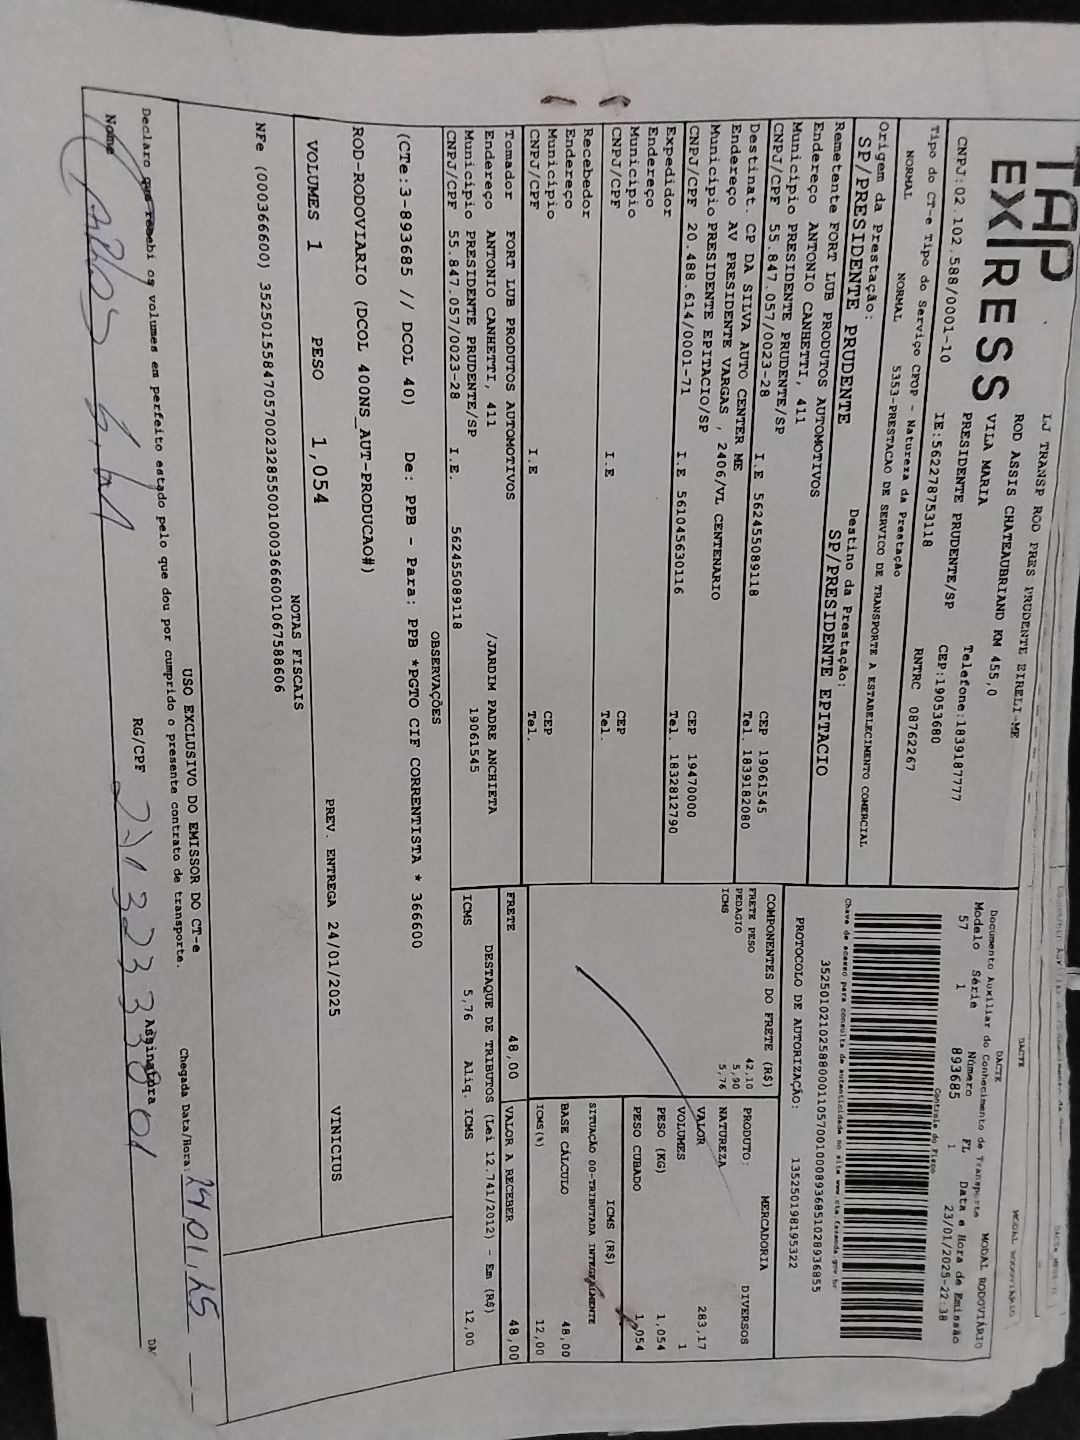 TAP
EXPRESS
LJ TRANSP ROD PRES PRUDENTE EIRELI-ME
ROD ASSIS CHATEAUBRIAND KM 455,0
VILA MARIA
PRESIDENTE PRUDENTE/SP Telefone:1839187777
CNPJ:02.102.588/0001-10 IE:562278753118 CEP:19053680
RNTRC 08762267
Tipo do CT-e Tipo do Serviço CFOP - Natureza da Prestação
NORMAL NORMAL 5353-PRESTACAO DE SERVICO DE TRANSPORTE A ESTABELECIMENTO COMERCIAL
Origem da Prestação: Destino da Prestação:
SP/PRESIDENTE PRUDENTE SP/PRESIDENTE EPITACIO
Remetente FORT LUB PRODUTOS AUTOMOTIVOS
Endereço ANTONIO CANHETTI, 411
Município PRESIDENTE PRUDENTE/SP CEP 19061545
CNPJ/CPF 55.847.057/0023-28 I.E 562455089118 Tel. 1839182080
Destinat. CP DA SILVA AUTO CENTER ME
Endereço AV PRESIDENTE VARGAS , 2406/VL CENTENARIO
Município PRESIDENTE EPITACIO/SP CEP 19470000
CNPJ/CPF 20.488.614/0001-71 I.E 561045630116 Tel. 1832812790
Expedidor
Endereço
Município CEP
CNPJ/CPF I.E Tel.
Recebedor
Endereço
Município CEP
CNPJ/CPF I.E Tel.
Tomador FORT LUB PRODUTOS AUTOMOTIVOS
Endereço ANTONIO CANHETTI, 411 /JARDIM PADRE ANCHIETA
Município PRESIDENTE PRUDENTE/SP 19061545
CNPJ/CPF 55.847.057/0023-28 I.E. 562455089118
DACTE
Documento Auxiliar do Conhecimento de Transporte MODAL RODOVIÁRIO
Modelo Série Número FL Data e Hora de Emissão
57 1 893685 1 23/01/2025-22:38
Controle do Fisco
Chave de acesso para consulta de autenticidade no site www.cte.fazenda.gov.br
35250102102588000110570010008936851028936855
PROTOCOLO DE AUTORIZAÇÃO: 135250198195322
COMPONENTES DO FRETE (R$)
FRETE PESO 42,10
PEDAGIO 5,90
ICMS 5,76
MERCADORIA
PRODUTO: DIVERSOS
NATUREZA
VALOR 283,17
VOLUMES 1
PESO (KG) 1,054
PESO CUBADO 1,054
ICMS (R$)
SITUAÇÃO 00-TRIBUTADA INTEGRALMENTE
BASE CÁLCULO 48,00
ICMS(%) 12,00
FRETE 48,00 VALOR A RECEBER 48,00
DESTAQUE DE TRIBUTOS (Lei 12.741/2012) - Em (R$)
ICMS 5,76 Aliq. ICMS 12,00
OBSERVAÇÕES
(CTe:3-893685 // DCOL 40) De: PPB - Para: PPB *PGTO CIF CORRENTISTA * 366600
ROD-RODOVIARIO (DCOL 400NS_AUT-PRODUCAO#)
VOLUMES 1 PESO 1,054 PREV. ENTREGA 24/01/2025 VINICIUS
NOTAS FISCAIS
NFe (000366600) 35250155847057002328550010003666001067588606
USO EXCLUSIVO DO EMISSOR DO CT-e
Declaro que recebi os volumes em perfeito estado pelo que dou por cumprido o presente contrato de transporte. Chegada Data/Hora: 24,01,25
Nome RG/CPF Assinatura